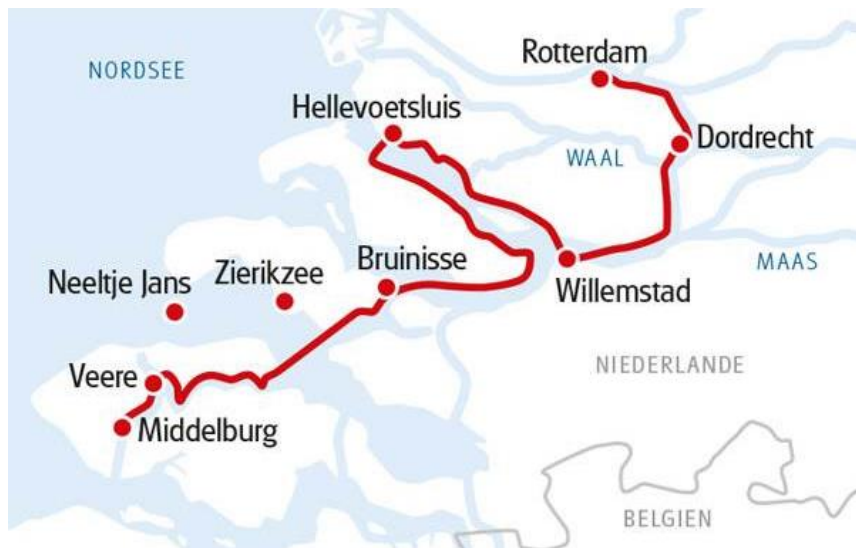 Rotterdam
NORDSEE
Hellevoetsluis
Dordrecht
WAAL
Bruinisse
MAAS
Zierikzee
Neeltje Jans
Willemstad
NIEDERLANDE
Veere
Middelburg
BELGIEN